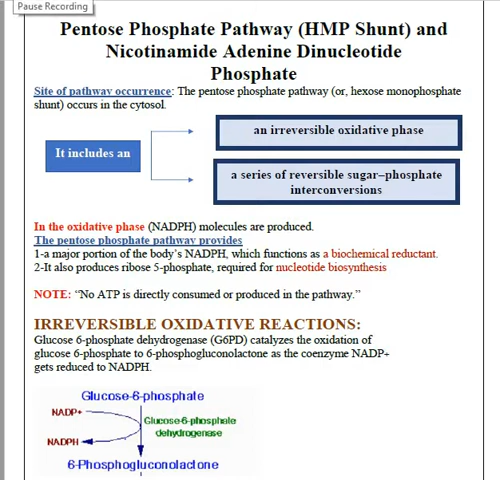 Pause Recording
Pentose Phosphate Pathway (HMP Shunt) and
Nicotinamide Adenine Dinucleotide
Phosphate
Site of pathway occurrence: The pentose phosphate pathway (or, hexose monophosphate
shunt) occurs in the cytosol.
It includes an
an irreversible oxidative phase
a series of reversible sugar–phosphate
interconversions
In the oxidative phase (NADPH) molecules are produced.
The pentose phosphate pathway provides
1-a major portion of the body's NADPH, which functions as a biochemical reductant.
2-It also produces ribose 5-phosphate, required for nucleotide biosynthesis
NOTE: “No ATP is directly consumed or produced in the pathway.”
IRREVERSIBLE OXIDATIVE REACTIONS:
Glucose 6-phosphate dehydrogenase (G6PD) catalyzes the oxidation of
glucose 6-phosphate to 6-phosphogluconolactone as the coenzyme NADP+
gets reduced to NADPH.
Glucose-6-phosphate
NADP+
Glucose-6-phosphate
dehydrogenase
NADPH
6-Phosphogluconolactone